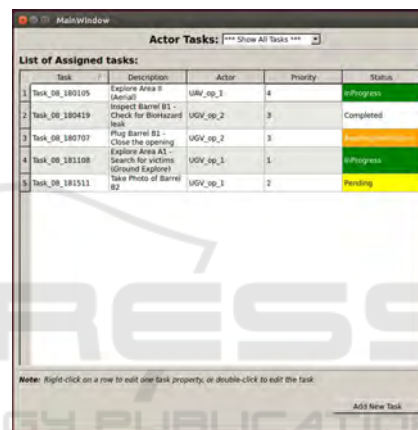 MainWindow
Actor Tasks: *** Show All Tasks ***
List of Assigned tasks:
Task Description Actor Priority Status
1 Task_08_180105 Explore Area II (Aerial) UAV_op_1 4 InProgress
2 Task_08_180419 Inspect Barrel B1 - Check for BioHazard leak UGV_op_2 3 Completed
3 Task_08_180707 Plug Barrel B1 - Close the opening UGV_op_2 3
4 Task_08_181108 Explore Area A1 - Search for victims (Ground Explore) UGV_op_1 1 InProgress
5 Task_08_181511 Take Photo of Barrel B2 UGV_op_1 2 Pending
Note: Right-click on a row to edit one task property, or double-click to edit the task
Add New Task